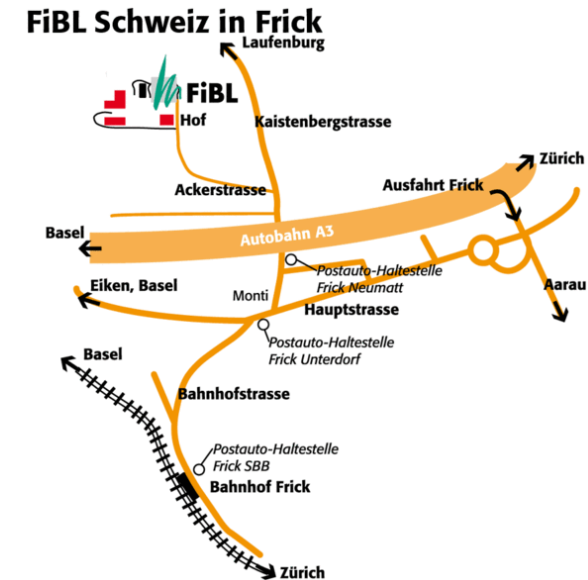 FiBL Schweiz in Frick
Laufenburg
FiBL
Hof
Kaistenbergstrasse
Zürich
Ausfahrt Frick
Ackerstrasse
Basel
Autobahn A3
Postauto-Haltestelle
Frick Neumatt
Eiken, Basel
Aarau
Monti
Hauptstrasse
Postauto-Haltestelle
Frick Unterdorf
Basel
Bahnhofstrasse
Postauto-Haltestelle
Frick SBB
Bahnhof Frick
Zürich